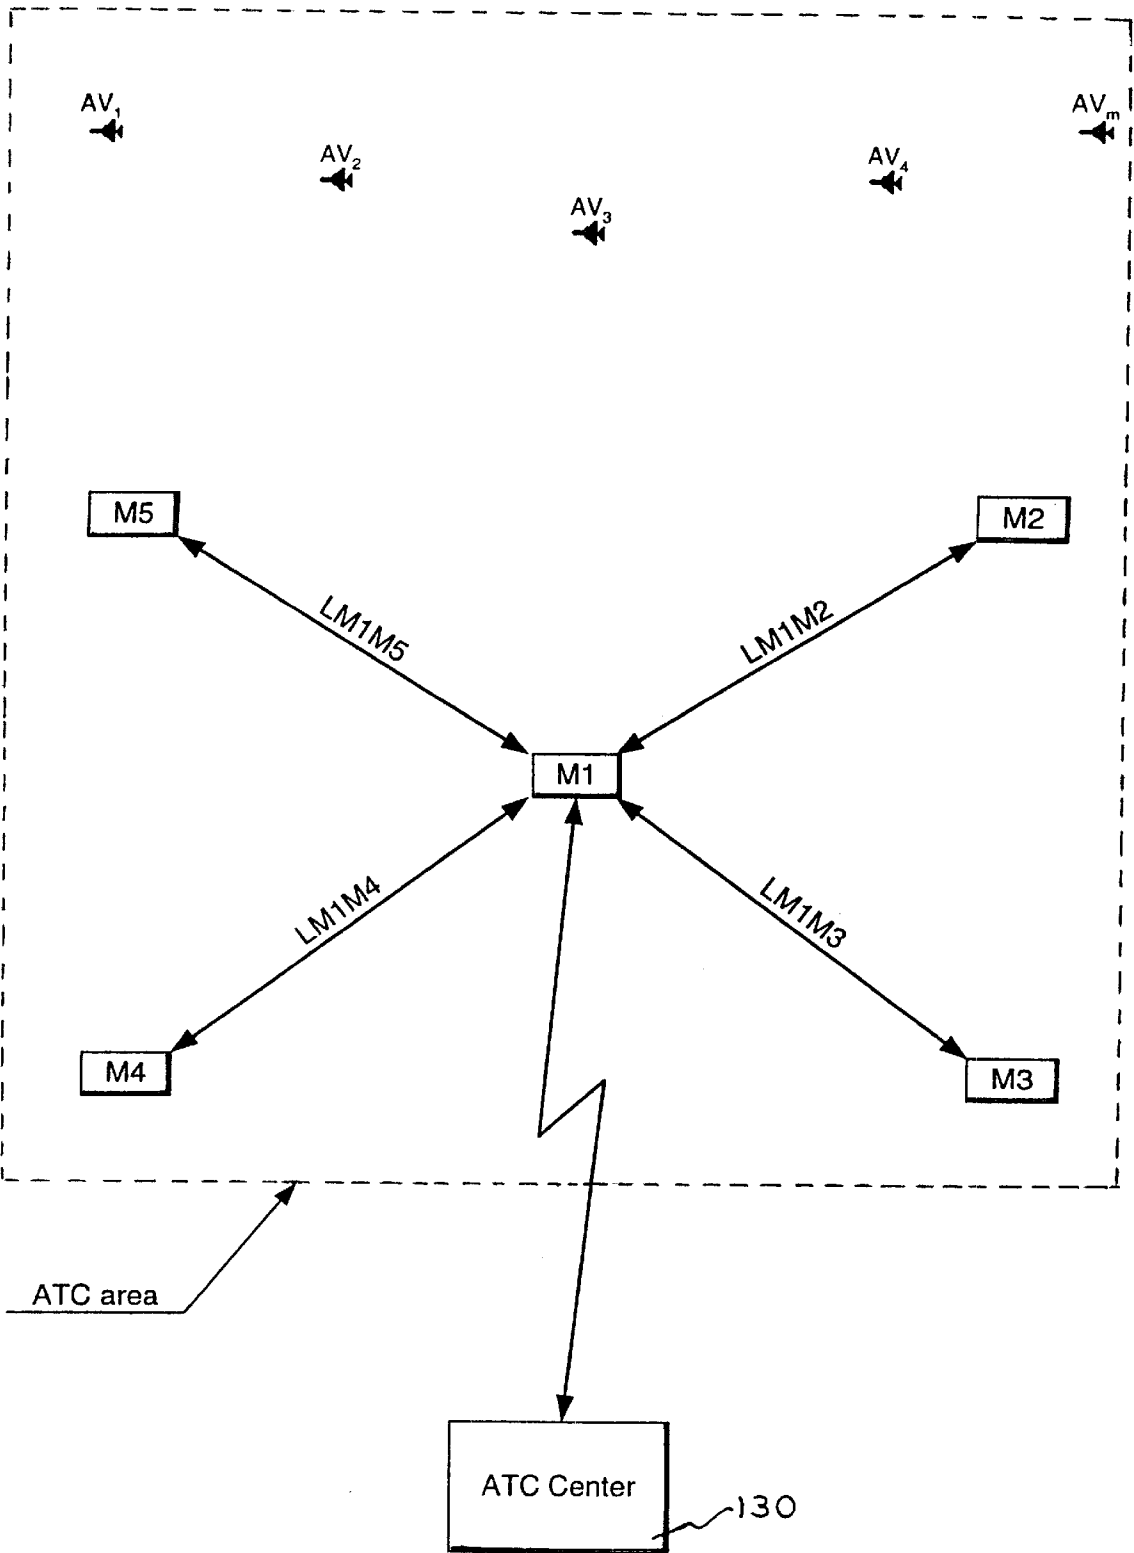 AV1
AVm
AV2
AV4
AV3
M5
M2
LM1M5
LM1M2
M1
LM1M4
LM1M3
M4
M3
ATC area
ATC Center
130